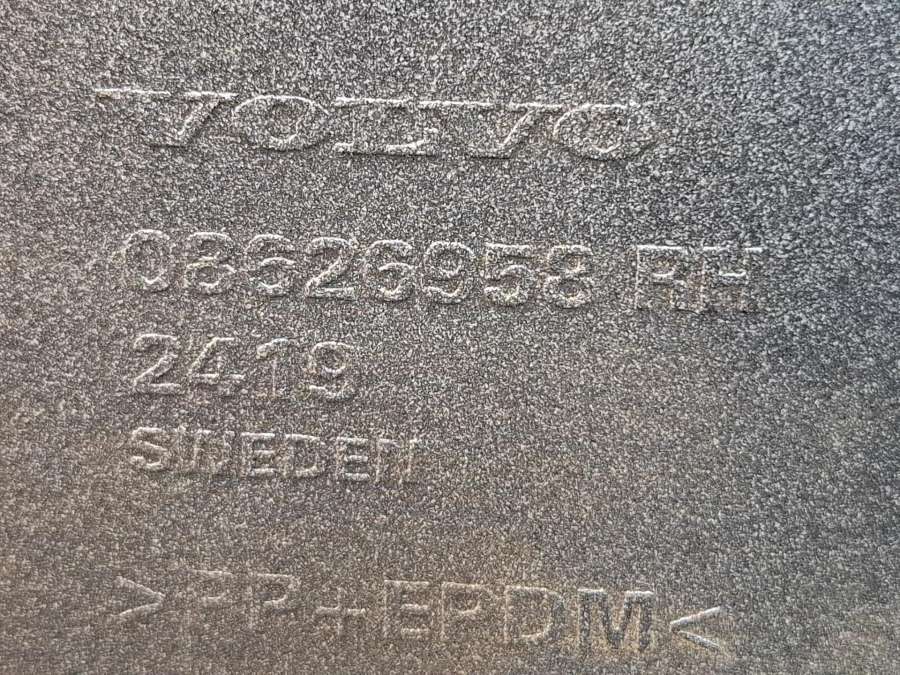 VOLVO
08626958 RH
2419
SWEDEN
>PP+EPDM<